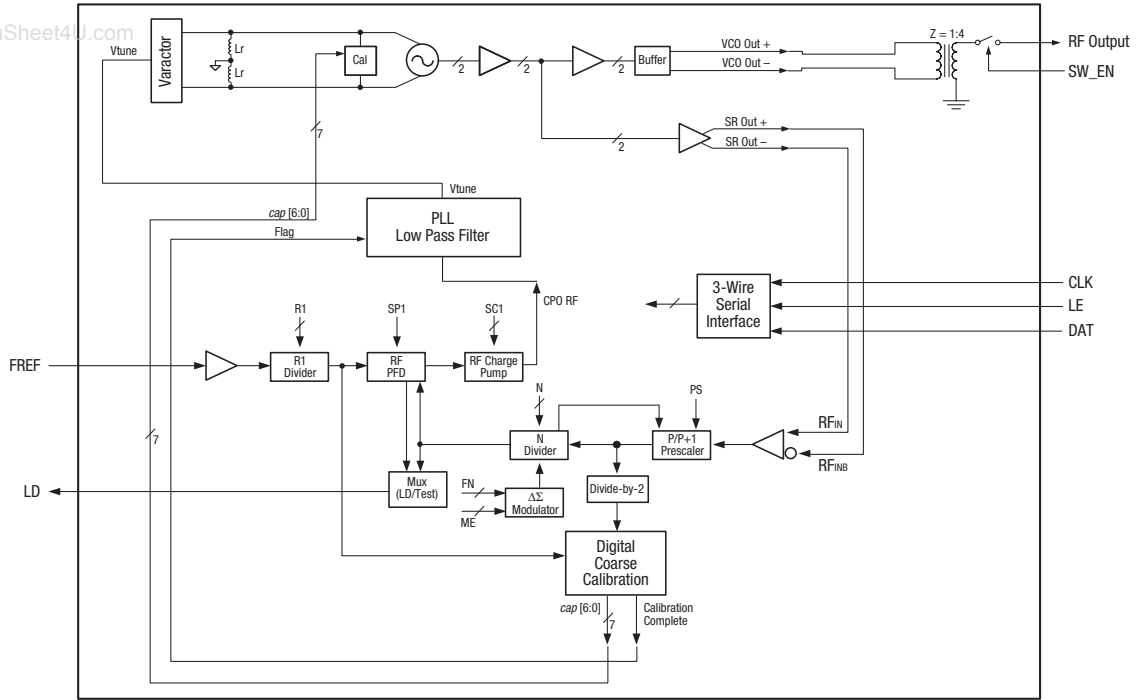 aSheet4U.com
Vtune
Varactor
Lr
Lr
Cal
2
2
2
Buffer
VCO Out +
VCO Out –
Z = 1:4
RF Output
SW_EN
7
2
SR Out +
SR Out –
Vtune
cap [6:0]
Flag
PLL
Low Pass Filter
CPO RF
3-Wire
Serial
Interface
CLK
LE
DAT
R1
SP1
SC1
FREF
R1
Divider
RF
PFD
RF Charge
Pump
N
PS
7
N
Divider
P/P+1
Prescaler
RFIN
RFINB
LD
Mux
(LD/Test)
FN
ME
ΔΣ
Modulator
Divide-by-2
Digital
Coarse
Calibration
cap [6:0]
7
Calibration
Complete